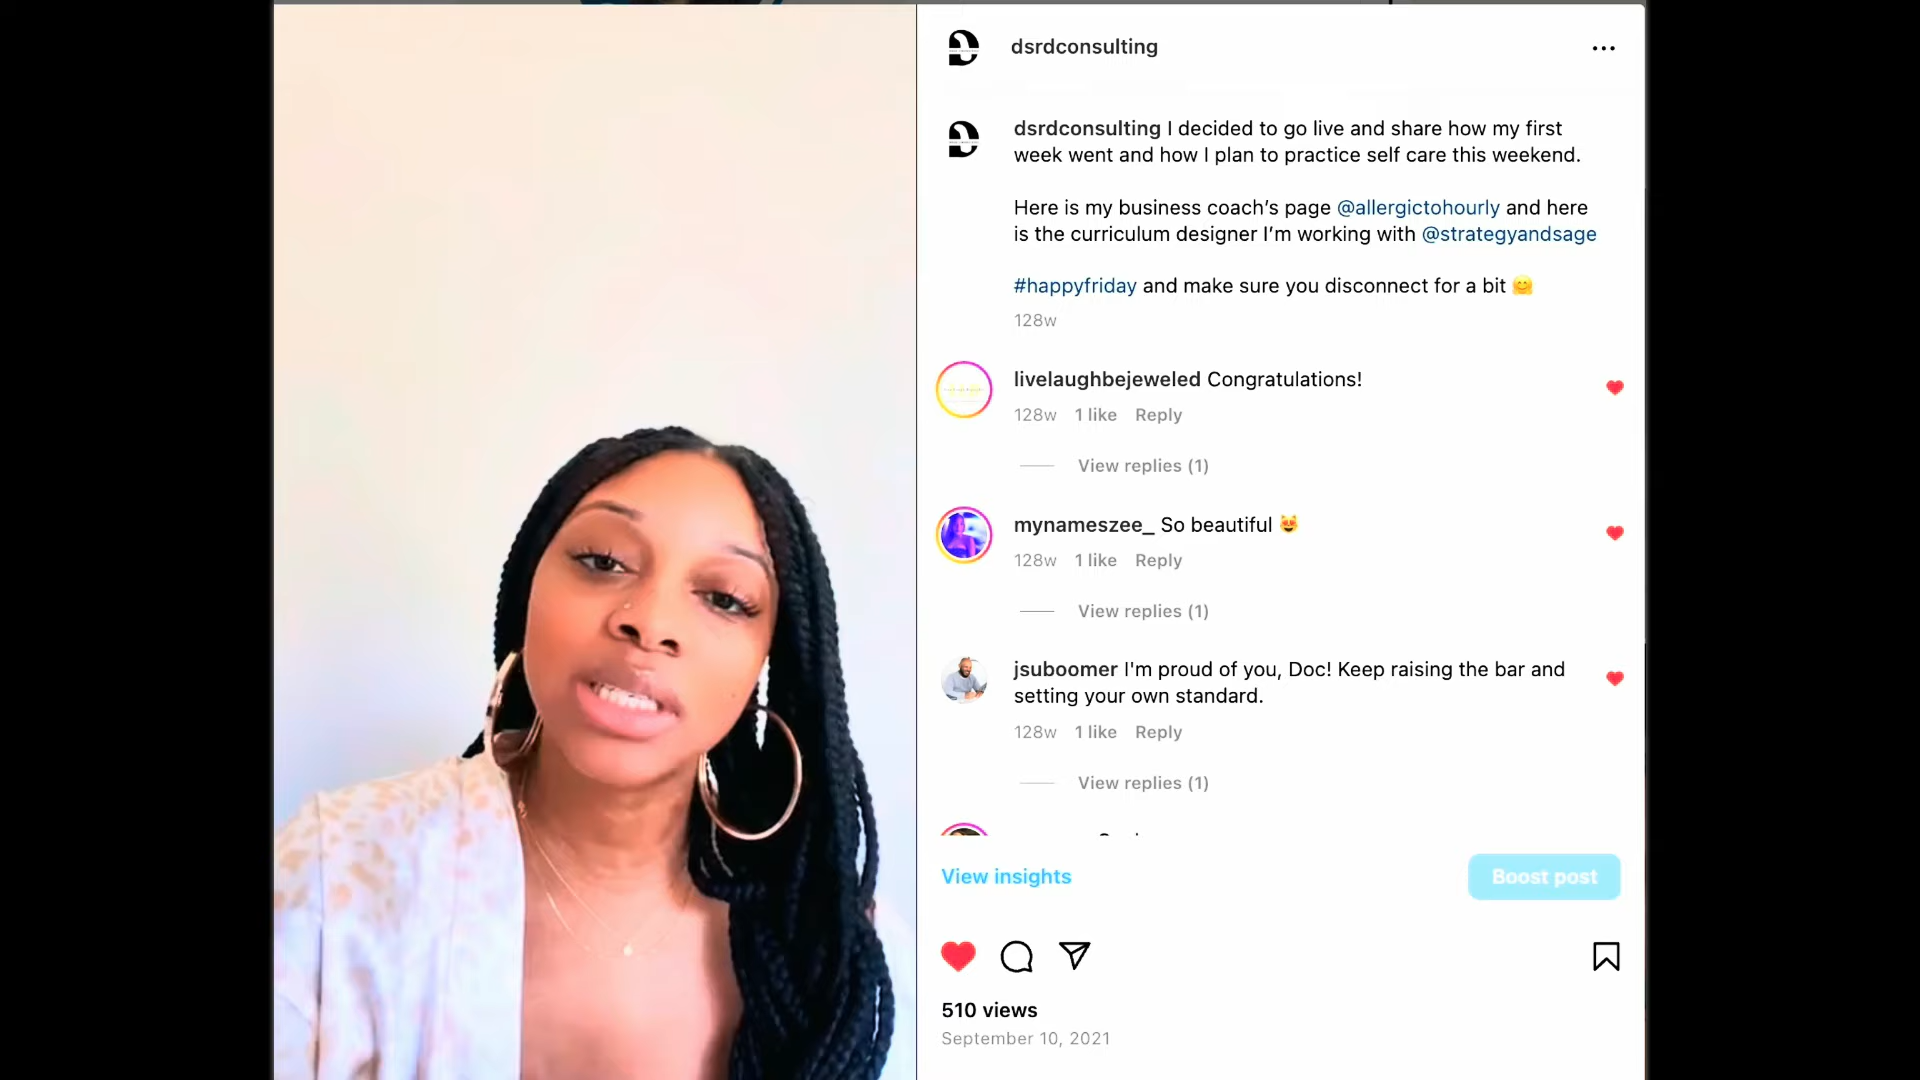 dsrdconsulting
dsrdconsulting I decided to go live and share how my first
week went and how I plan to practice self care this weekend.
Here is my business coach’s page @allergictohourly and here
is the curriculum designer I’m working with @strategyandsage
#happyfriday and make sure you disconnect for a bit 🤗
128w
livelaughbejeweled Congratulations!
128w 1 like Reply
View replies (1)
mynameszee_ So beautiful 😻
128w 1 like Reply
View replies (1)
jsuboomer I'm proud of you, Doc! Keep raising the bar and
setting your own standard.
128w 1 like Reply
View replies (1)
View insights
Boost post
510 views
September 10, 2021